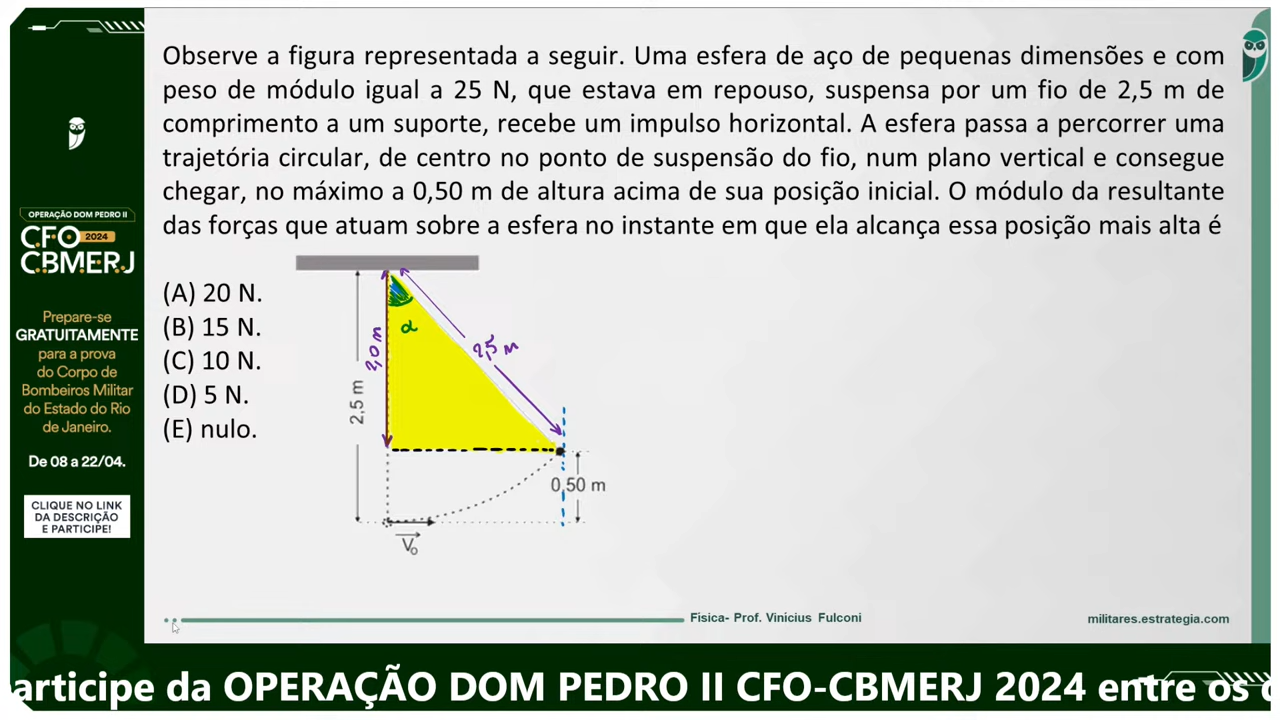 Observe a figura representada a seguir. Uma esfera de aço de pequenas dimensões e com
peso de módulo igual a 25 N, que estava em repouso, suspensa por um fio de 2,5 m de
comprimento a um suporte, recebe um impulso horizontal. A esfera passa a percorrer uma
trajetória circular, de centro no ponto de suspensão do fio, num plano vertical e consegue
chegar, no máximo a 0,50 m de altura acima de sua posição inicial. O módulo da resultante
das forças que atuam sobre a esfera no instante em que ela alcança essa posição mais alta é
(A) 20 N.
(B) 15 N.
(C) 10 N.
(D) 5 N.
(E) nulo.
α
2,0 m
2,5 m
2,5 m
0,50 m
V₀
OPERAÇÃO DOM PEDRO II
CFO 2024
CBMERJ
Prepare-se
GRATUITAMENTE
para a prova
do Corpo de
Bombeiros Militar
do Estado do Rio
de Janeiro.
De 08 a 22/04.
CLIQUE NO LINK
DA DESCRIÇÃO
E PARTICIPE!
Física- Prof. Vinícius Fulconi
militares.estrategia.com
articipe da OPERAÇÃO DOM PEDRO II CFO-CBMERJ 2024 entre os